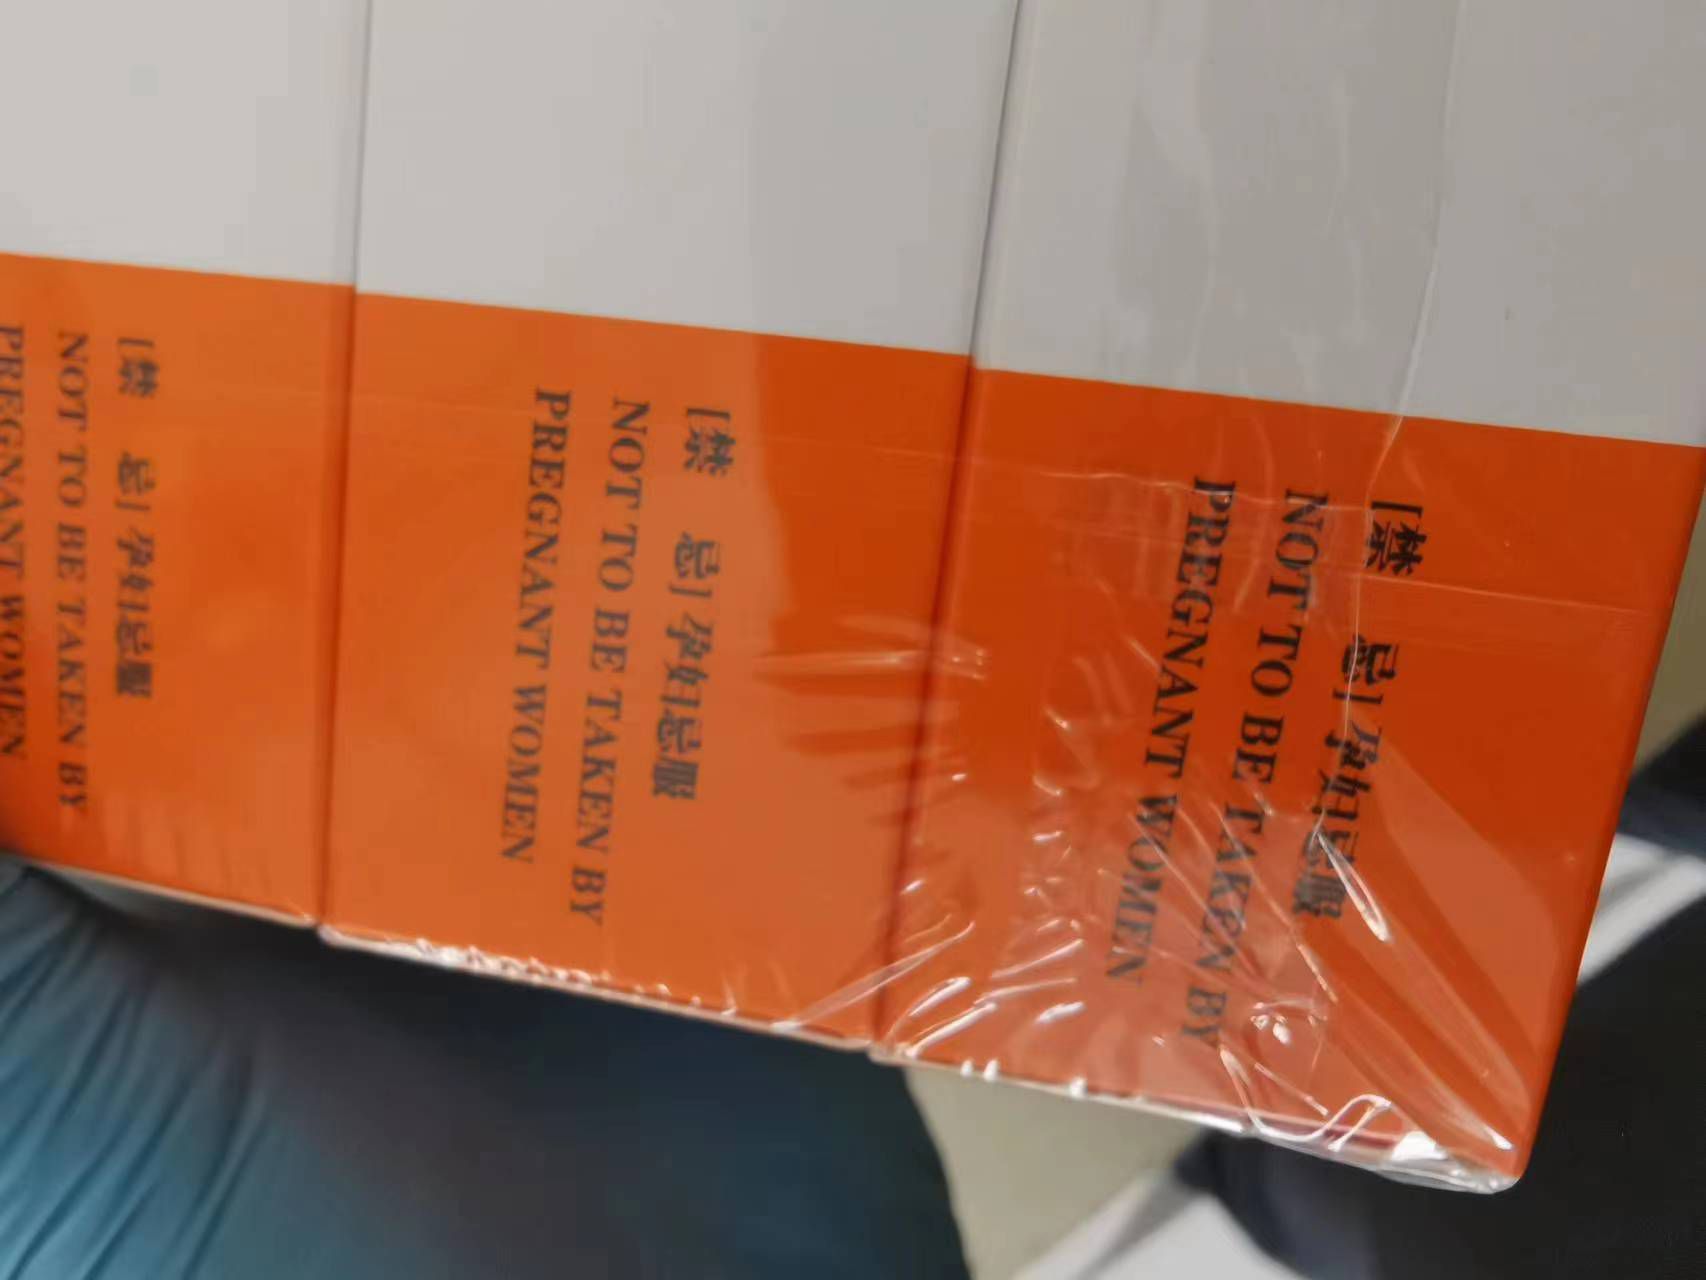 [禁 忌] 孕妇忌服
NOT TO BE TAKEN BY
PREGNANT WOMEN
[禁 忌] 孕妇忌服
NOT TO BE TAKEN BY
PREGNANT WOMEN
[禁 忌] 孕妇忌服
NOT TO BE TAKEN BY
PREGNANT WOMEN